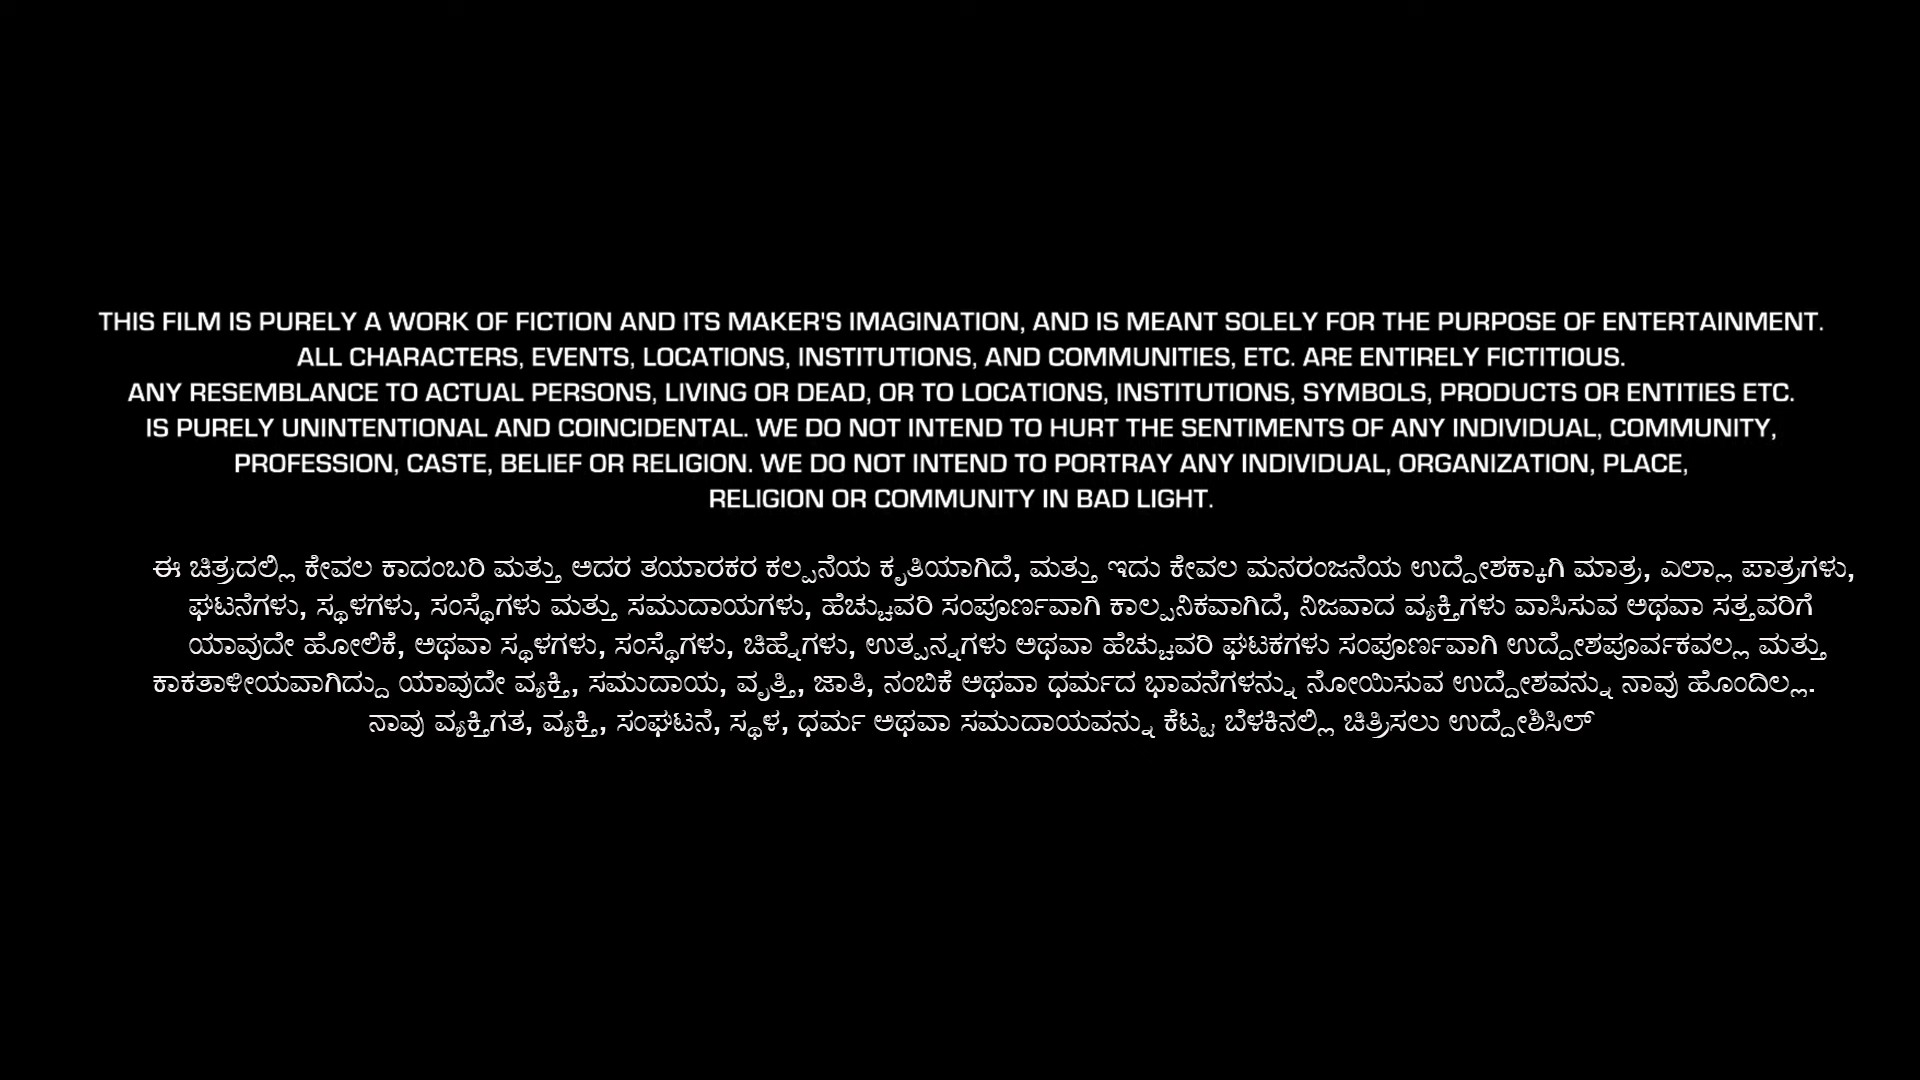 THIS FILM IS PURELY A WORK OF FICTION AND ITS MAKER'S IMAGINATION, AND IS MEANT SOLELY FOR THE PURPOSE OF ENTERTAINMENT.
ALL CHARACTERS, EVENTS, LOCATIONS, INSTITUTIONS, AND COMMUNITIES, ETC. ARE ENTIRELY FICTITIOUS.
ANY RESEMBLANCE TO ACTUAL PERSONS, LIVING OR DEAD, OR TO LOCATIONS, INSTITUTIONS, SYMBOLS, PRODUCTS OR ENTITIES ETC.
IS PURELY UNINTENTIONAL AND COINCIDENTAL. WE DO NOT INTEND TO HURT THE SENTIMENTS OF ANY INDIVIDUAL, COMMUNITY,
PROFESSION, CASTE, BELIEF OR RELIGION. WE DO NOT INTEND TO PORTRAY ANY INDIVIDUAL, ORGANIZATION, PLACE,
RELIGION OR COMMUNITY IN BAD LIGHT.
ಈ ಚಿತ್ರದಲ್ಲಿ ಕೇವಲ ಕಾದಂಬರಿ ಮತ್ತು ಅದರ ತಯಾರಕರ ಕಲ್ಪನೆಯ ಕೃತಿಯಾಗಿದೆ, ಮತ್ತು ಇದು ಕೇವಲ ಮನರಂಜನೆಯ ಉದ್ದೇಶಕ್ಕಾಗಿ ಮಾತ್ರ, ಎಲ್ಲಾ ಪಾತ್ರಗಳು,
ಘಟನೆಗಳು, ಸ್ಥಳಗಳು, ಸಂಸ್ಥೆಗಳು ಮತ್ತು ಸಮುದಾಯಗಳು, ಹೆಚ್ಚುವರಿ ಸಂಪೂರ್ಣವಾಗಿ ಕಾಲ್ಪನಿಕವಾಗಿದೆ, ನಿಜವಾದ ವ್ಯಕ್ತಿಗಳು ವಾಸಿಸುವ ಅಥವಾ ಸತ್ತವರಿಗೆ
ಯಾವುದೇ ಹೋಲಿಕೆ, ಅಥವಾ ಸ್ಥಳಗಳು, ಸಂಸ್ಥೆಗಳು, ಚಿಹ್ನೆಗಳು, ಉತ್ಪನ್ನಗಳು ಅಥವಾ ಹೆಚ್ಚುವರಿ ಘಟಕಗಳು ಸಂಪೂರ್ಣವಾಗಿ ಉದ್ದೇಶಪೂರ್ವಕವಲ್ಲ ಮತ್ತು
ಕಾಕತಾಳೀಯವಾಗಿದ್ದು ಯಾವುದೇ ವ್ಯಕ್ತಿ, ಸಮುದಾಯ, ವೃತ್ತಿ, ಜಾತಿ, ನಂಬಿಕೆ ಅಥವಾ ಧರ್ಮದ ಭಾವನೆಗಳನ್ನು ನೋಯಿಸುವ ಉದ್ದೇಶವನ್ನು ನಾವು ಹೊಂದಿಲ್ಲ.
ನಾವು ವ್ಯಕ್ತಿಗತ, ವ್ಯಕ್ತಿ, ಸಂಘಟನೆ, ಸ್ಥಳ, ಧರ್ಮ ಅಥವಾ ಸಮುದಾಯವನ್ನು ಕೆಟ್ಟ ಬೆಳಕಿನಲ್ಲಿ ಚಿತ್ರಿಸಲು ಉದ್ದೇಶಿಸಿಲ್